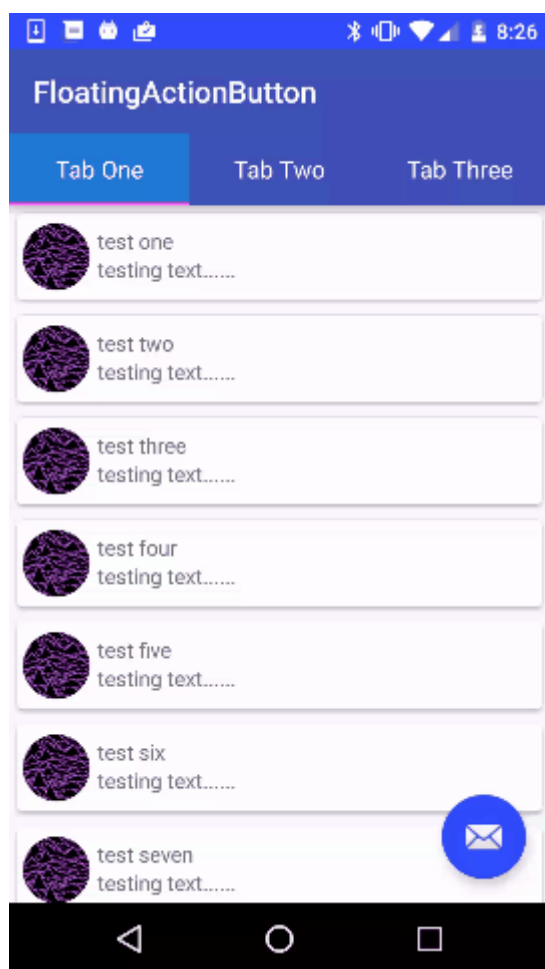 8:26
FloatingActionButton
Tab One Tab Two Tab Three
test one
testing text......
test two
testing text......
test three
testing text......
test four
testing text......
test five
testing text......
test six
testing text......
test seven
testing text......